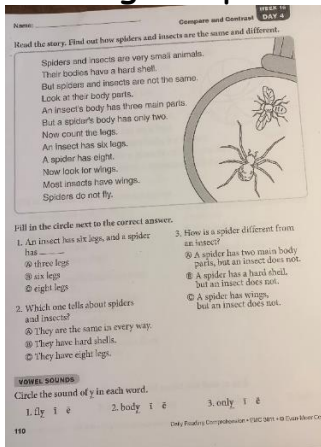 WEEK 18
Name:
Compare and Contrast
DAY 4
Read the story. Find out how spiders and insects are the same and different.
Spiders and insects are very small animals.
Their bodies have a hard shell.
But spiders and insects are not the same.
Look at their body parts.
An insect's body has three main parts.
But a spider's body has only two.
Now count the legs.
An insect has six legs.
A spider has eight.
Now look for wings.
Most insects have wings.
Spiders do not fly.
Fill in the circle next to the correct answer.
1. An insect has six legs, and a spider
has
Ⓐ three legs
Ⓑ six legs
Ⓒ eight legs
2. Which one tells about spiders
and insects?
Ⓐ They are the same in every way.
Ⓑ They have hard shells.
Ⓒ They have eight legs.
3. How is a spider different from
an insect?
Ⓐ A spider has two main body
parts, but an insect does not.
Ⓑ A spider has a hard shell,
but an insect does not.
Ⓒ A spider has wings,
but an insect does not.
VOWEL SOUNDS
Circle the sound of y in each word.
1. fly ī ē
2. body ī ē
3. only ī ē
110
Daily Reading Comprehension • EMC 3611 • © Evan-Moor